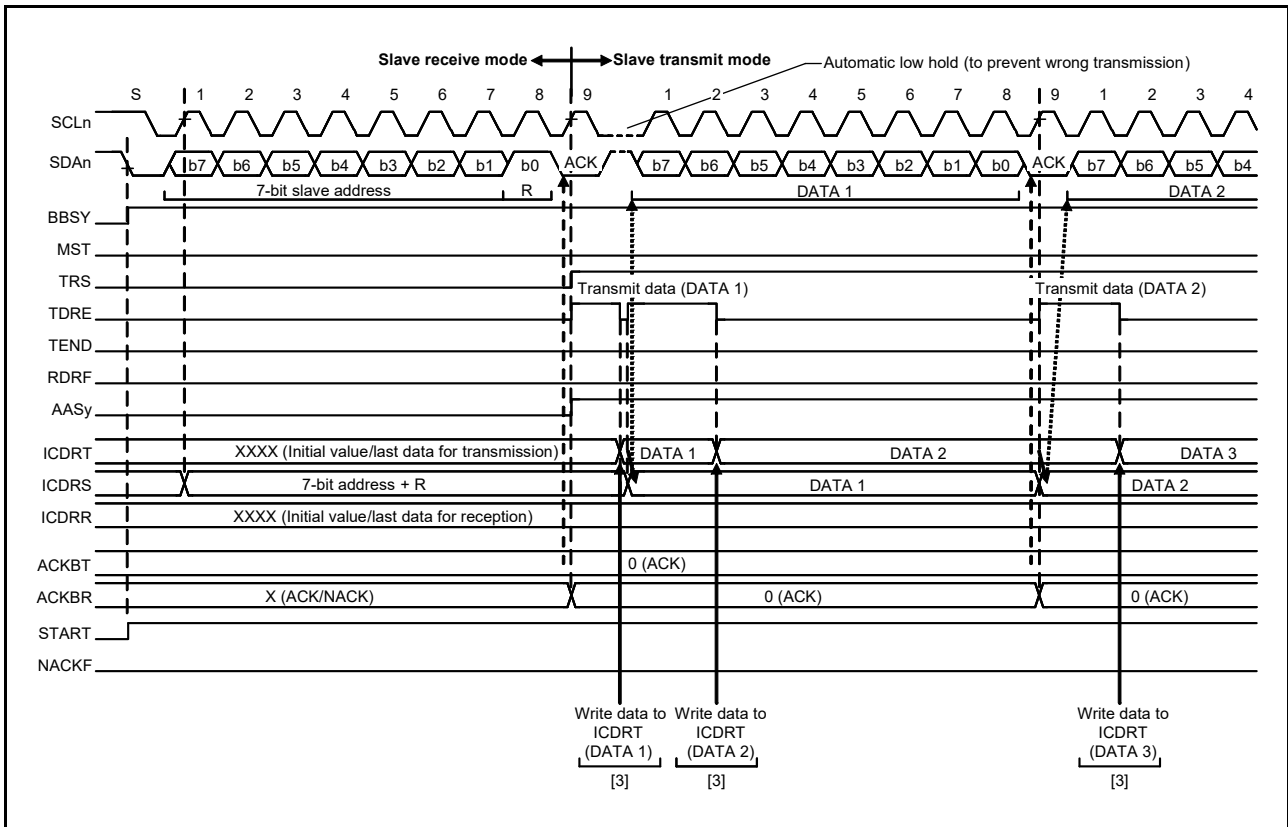 Slave receive mode Slave transmit mode
Automatic low hold (to prevent wrong transmission)
S 1 2 3 4 5 6 7 8 9 1 2 3 4 5 6 7 8 9 1 2 3 4
SCLn
SDAn b7 b6 b5 b4 b3 b2 b1 b0 ACK b7 b6 b5 b4 b3 b2 b1 b0 ACK b7 b6 b5 b4
7-bit slave address R DATA 1 DATA 2
BBSY
MST
TRS
Transmit data (DATA 1) Transmit data (DATA 2)
TDRE
TEND
RDRF
AASy
ICDRT XXXX (Initial value/last data for transmission) DATA 1 DATA 2 DATA 3
ICDRS 7-bit address + R DATA 1 DATA 2
ICDRR XXXX (Initial value/last data for reception)
ACKBT 0 (ACK)
ACKBR X (ACK/NACK) 0 (ACK) 0 (ACK)
START
NACKF
Write data to Write data to Write data to
ICDRT ICDRT ICDRT
(DATA 1) (DATA 2) (DATA 3)
[3] [3] [3]